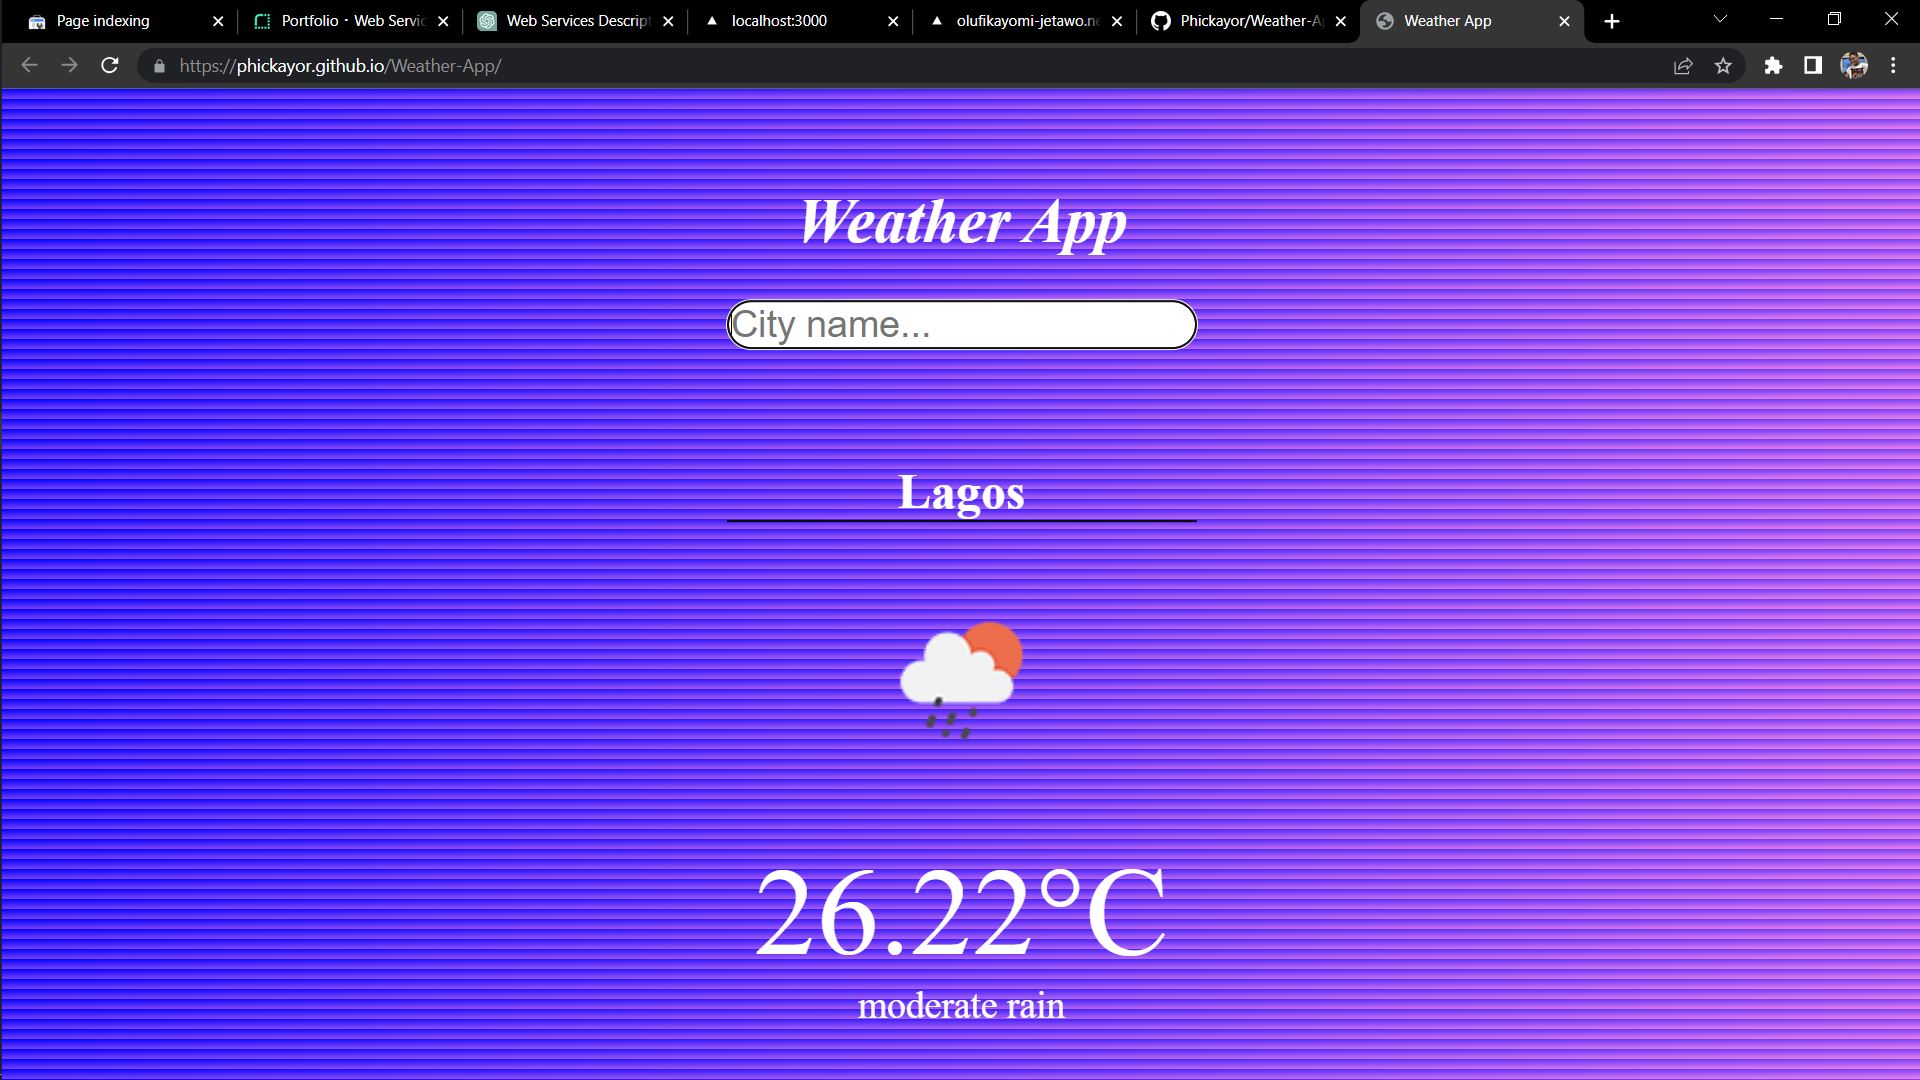 Page indexing
Portfolio · Web Servic
Web Services Descript
localhost:3000
olufikayomi-jetawo.ne
Phickayor/Weather-A
Weather App
https://phickayor.github.io/Weather-App/
Weather App
City name...
Lagos
26.22°C
moderate rain